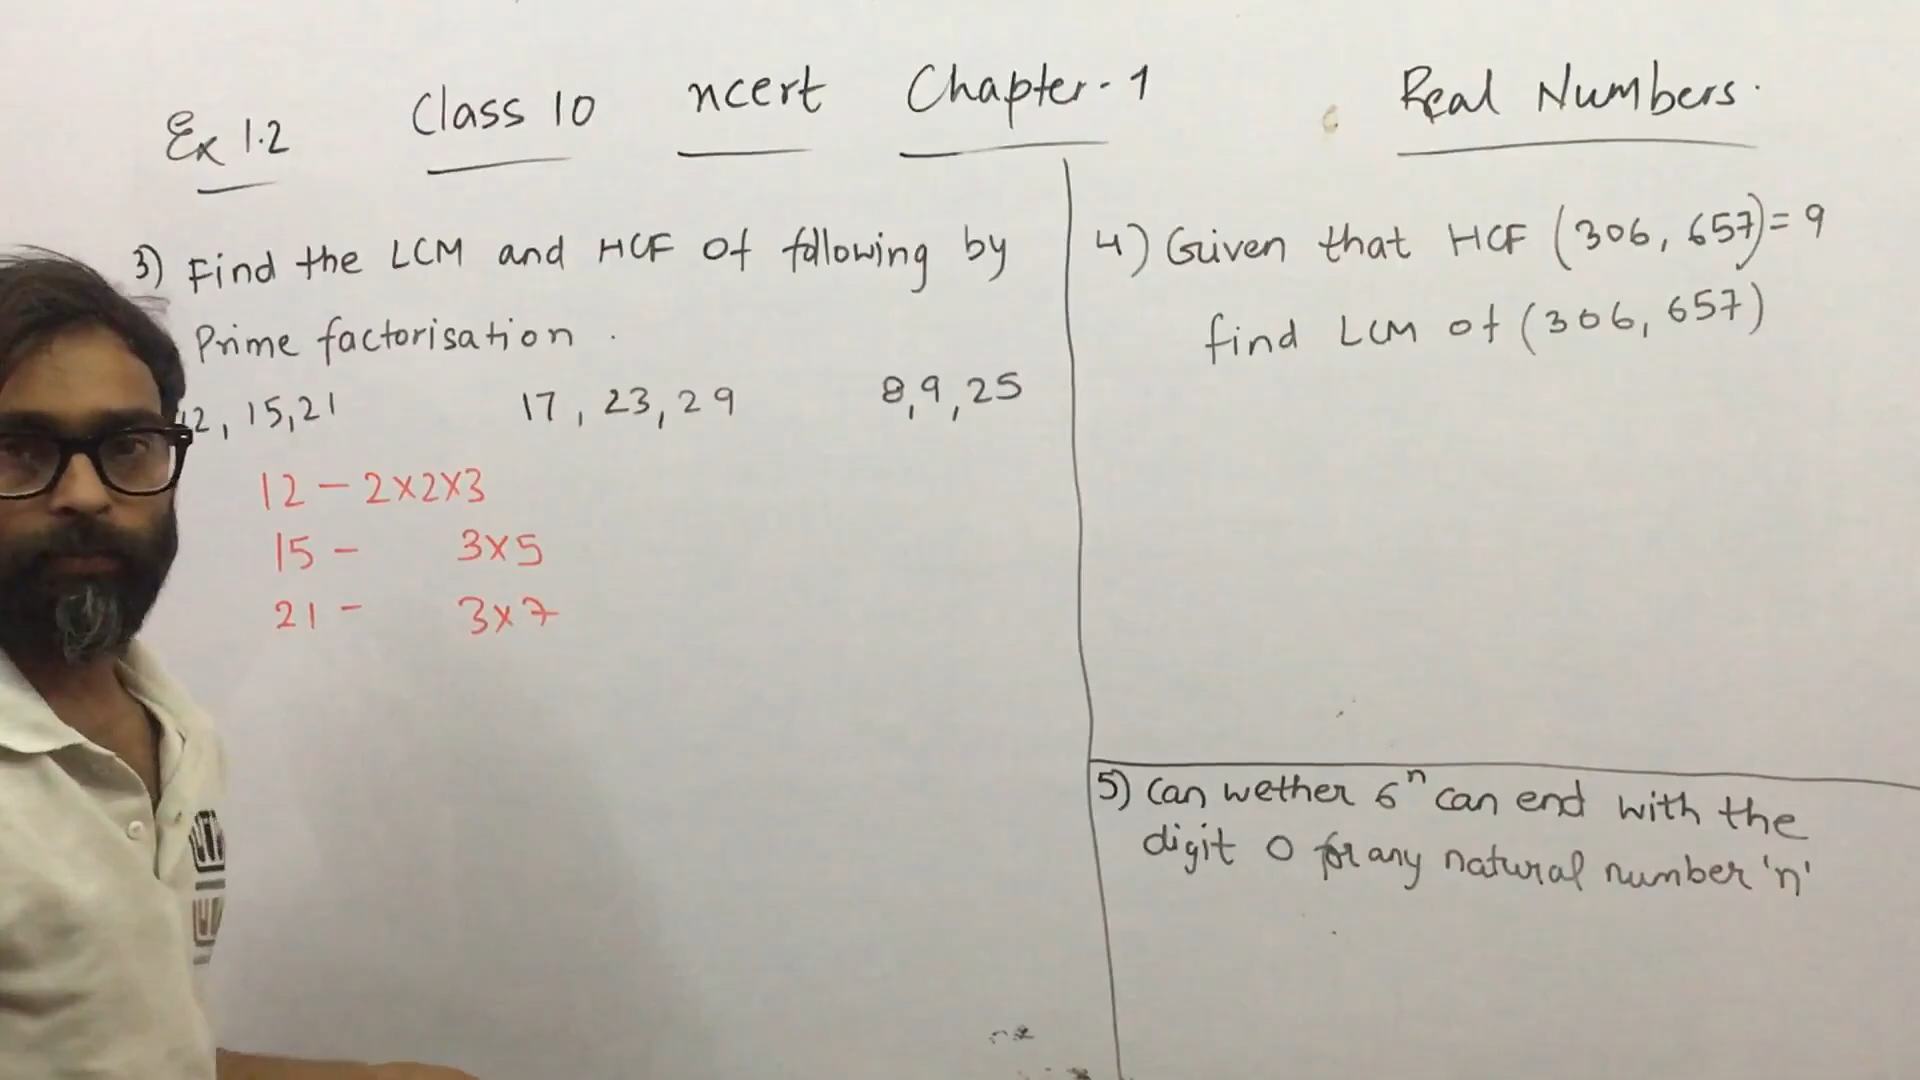 Ex 1.2 Class 10 ncert Chapter-1 Real Numbers.
3) Find the LCM and HCF of following by
Prime factorisation.
12, 15, 21 17, 23, 29 8, 9, 25
12 - 2×2×3
15 - 3×5
21 - 3×7
4) Given that HCF (306, 657) = 9
find LCM of (306, 657)
5) Can wether 6ⁿ can end with the
digit 0 for any natural number 'n'